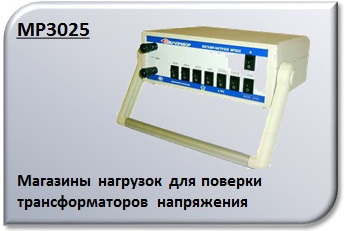 МР3025
Магазины нагрузок для поверки
трансформаторов напряжения